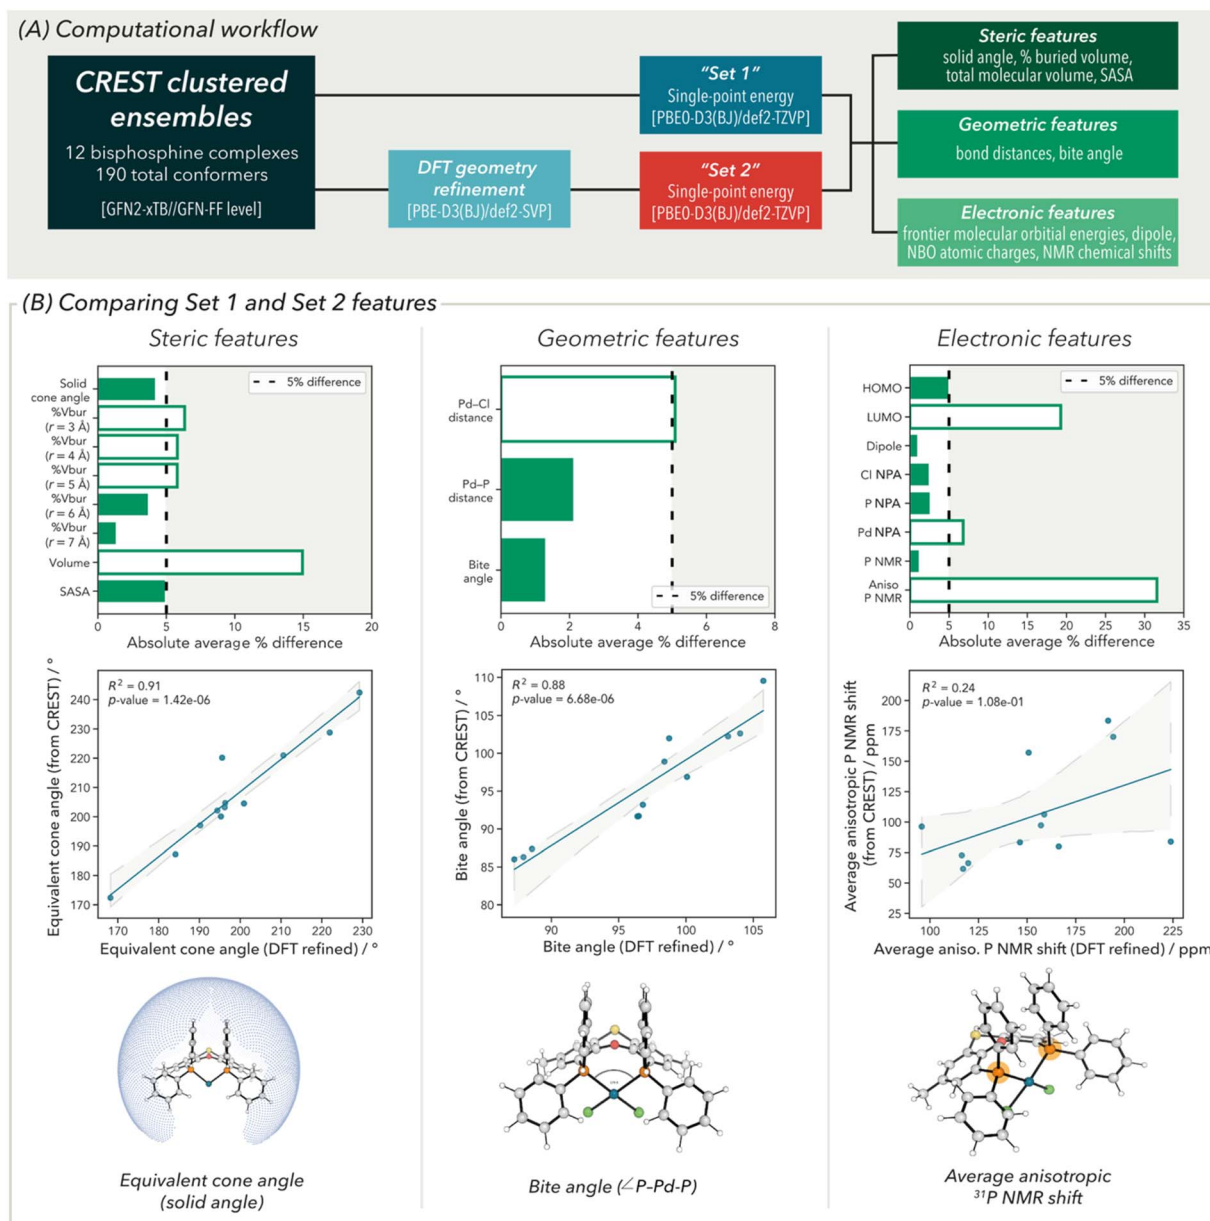 (A) Computational workflow
CREST clustered
ensembles
12 bisphosphine complexes
190 total conformers
[GFN2-xTB//GFN-FF level]
DFT geometry
refinement
[PBE-D3(BJ)/def2-SVP]
"Set 1"
Single-point energy
[PBE0-D3(BJ)/def2-TZVP]
"Set 2"
Single-point energy
[PBE0-D3(BJ)/def2-TZVP]
Steric features
solid angle, % buried volume,
total molecular volume, SASA
Geometric features
bond distances, bite angle
Electronic features
frontier molecular orbitial energies, dipole,
NBO atomic charges, NMR chemical shifts
(B) Comparing Set 1 and Set 2 features
Steric features
Solid
cone angle
%Vbur
(r = 3 Å)
%Vbur
(r = 4 Å)
%Vbur
(r = 5 Å)
%Vbur
(r = 6 Å)
%Vbur
(r = 7 Å)
Volume
SASA
5% difference
0 5 10 15 20
Absolute average % difference
Geometric features
Pd–Cl
distance
Pd–P
distance
Bite
angle
5% difference
0 2 4 6 8
Absolute average % difference
Electronic features
HOMO
LUMO
Dipole
Cl NPA
P NPA
Pd NPA
P NMR
Aniso
P NMR
5% difference
0 5 10 15 20 25 30 35
Absolute average % difference
Equivalent cone angle (from CREST) / °
R² = 0.91
p-value = 1.42e-06
240
230
220
210
200
190
180
170
170 180 190 200 210 220 230
Equivalent cone angle (DFT refined) / °
Bite angle (from CREST) / °
R² = 0.88
p-value = 6.68e-06
110
105
100
95
90
85
80
90 95 100 105
Bite angle (DFT refined) / °
Average anisotropic P NMR shift
(from CREST) / ppm
R² = 0.24
p-value = 1.08e-01
200
175
150
125
100
75
50
25
100 125 150 175 200 225
Average aniso. P NMR shift (DFT refined) / ppm
Equivalent cone angle
(solid angle)
Bite angle (∠P–Pd-P)
Average anisotropic
³¹P NMR shift